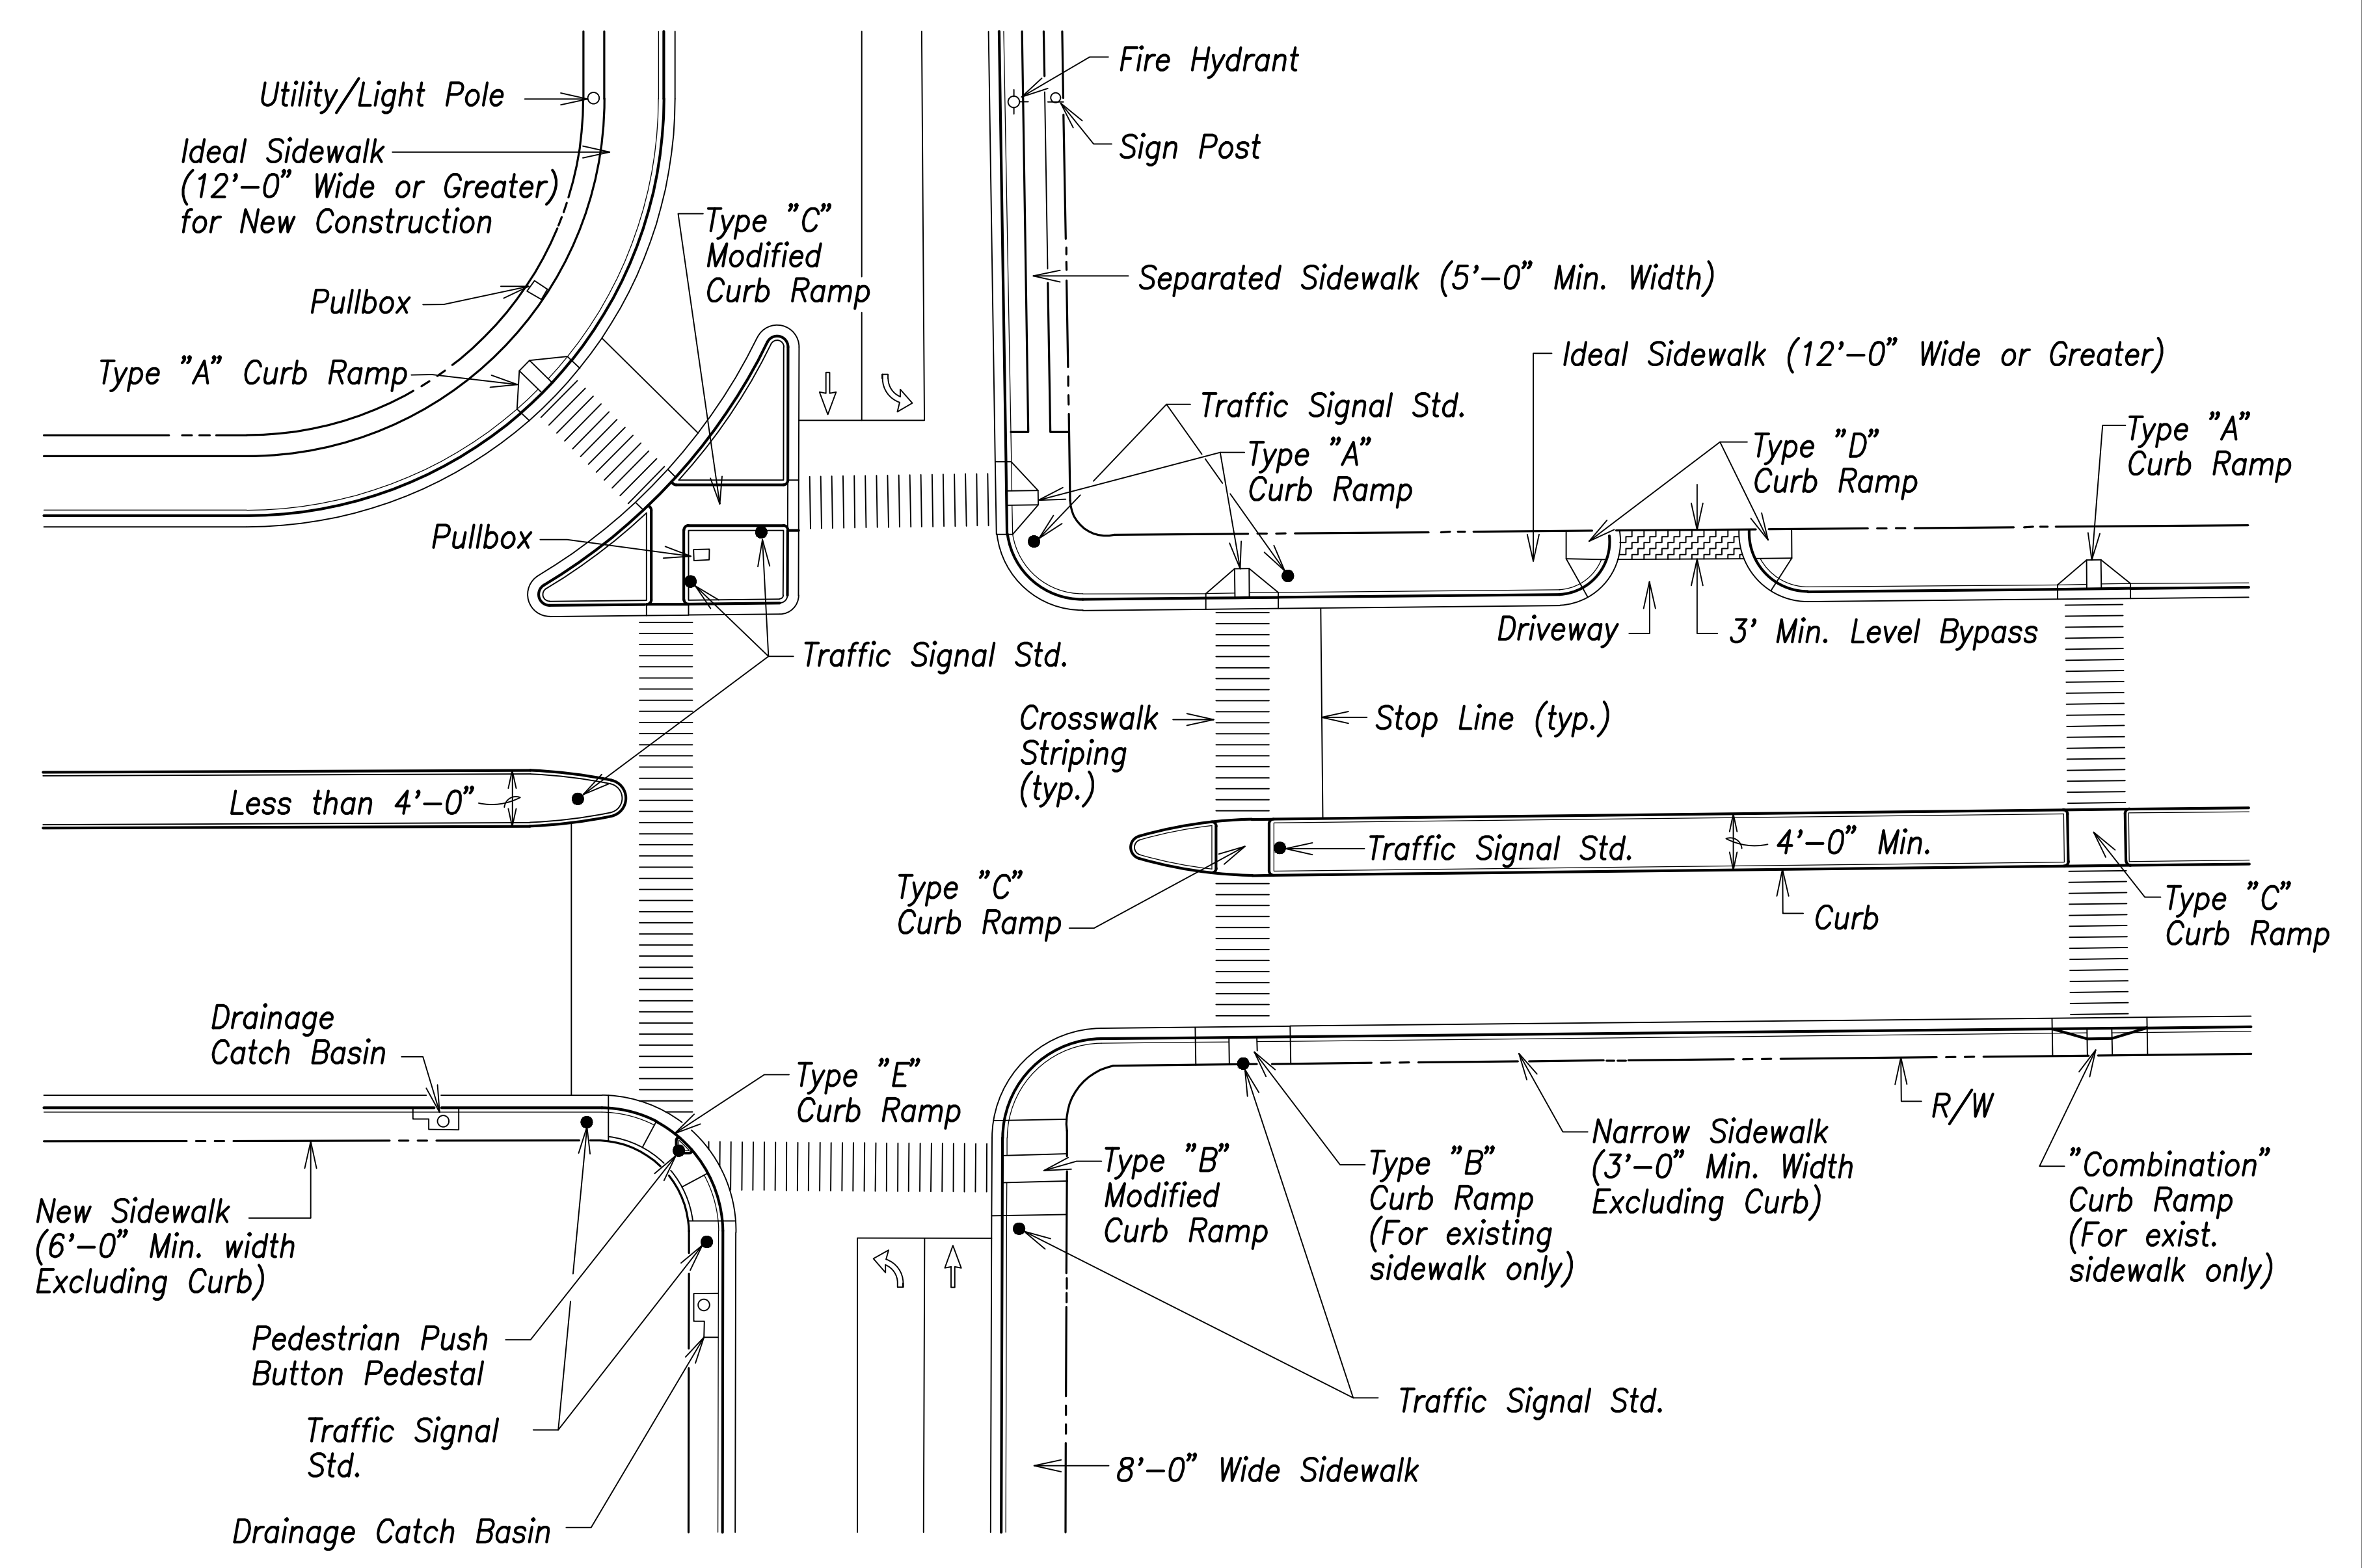 Fire Hydrant
Utility/Light Pole
Sign Post
Ideal Sidewalk
(12'-0" Wide or Greater)
for New Construction
Type "C"
Modified
Curb Ramp
Separated Sidewalk (5'-0" Min. Width)
Pullbox
Type "A" Curb Ramp
Ideal Sidewalk (12'-0" Wide or Greater)
Traffic Signal Std.
Type "A"
Curb Ramp
Type "D"
Curb Ramp
Type "A"
Curb Ramp
Pullbox
Driveway
3' Min. Level Bypass
Traffic Signal Std.
Crosswalk
Striping
(typ.)
Stop Line (typ.)
Less than 4'-0"
Traffic Signal Std.
4'-0" Min.
Type "C"
Curb Ramp
Curb
Type "C"
Curb Ramp
Drainage
Catch Basin
Type "E"
Curb Ramp
R/W
Type "B"
Modified
Curb Ramp
Type "B"
Curb Ramp
(For existing
sidewalk only)
Narrow Sidewalk
(3'-0" Min. Width
Excluding Curb)
"Combination"
Curb Ramp
(For exist.
sidewalk only)
New Sidewalk
(6'-0" Min. width
Excluding Curb)
Pedestrian Push
Button Pedestal
Traffic Signal Std.
Traffic Signal
Std.
8'-0" Wide Sidewalk
Drainage Catch Basin